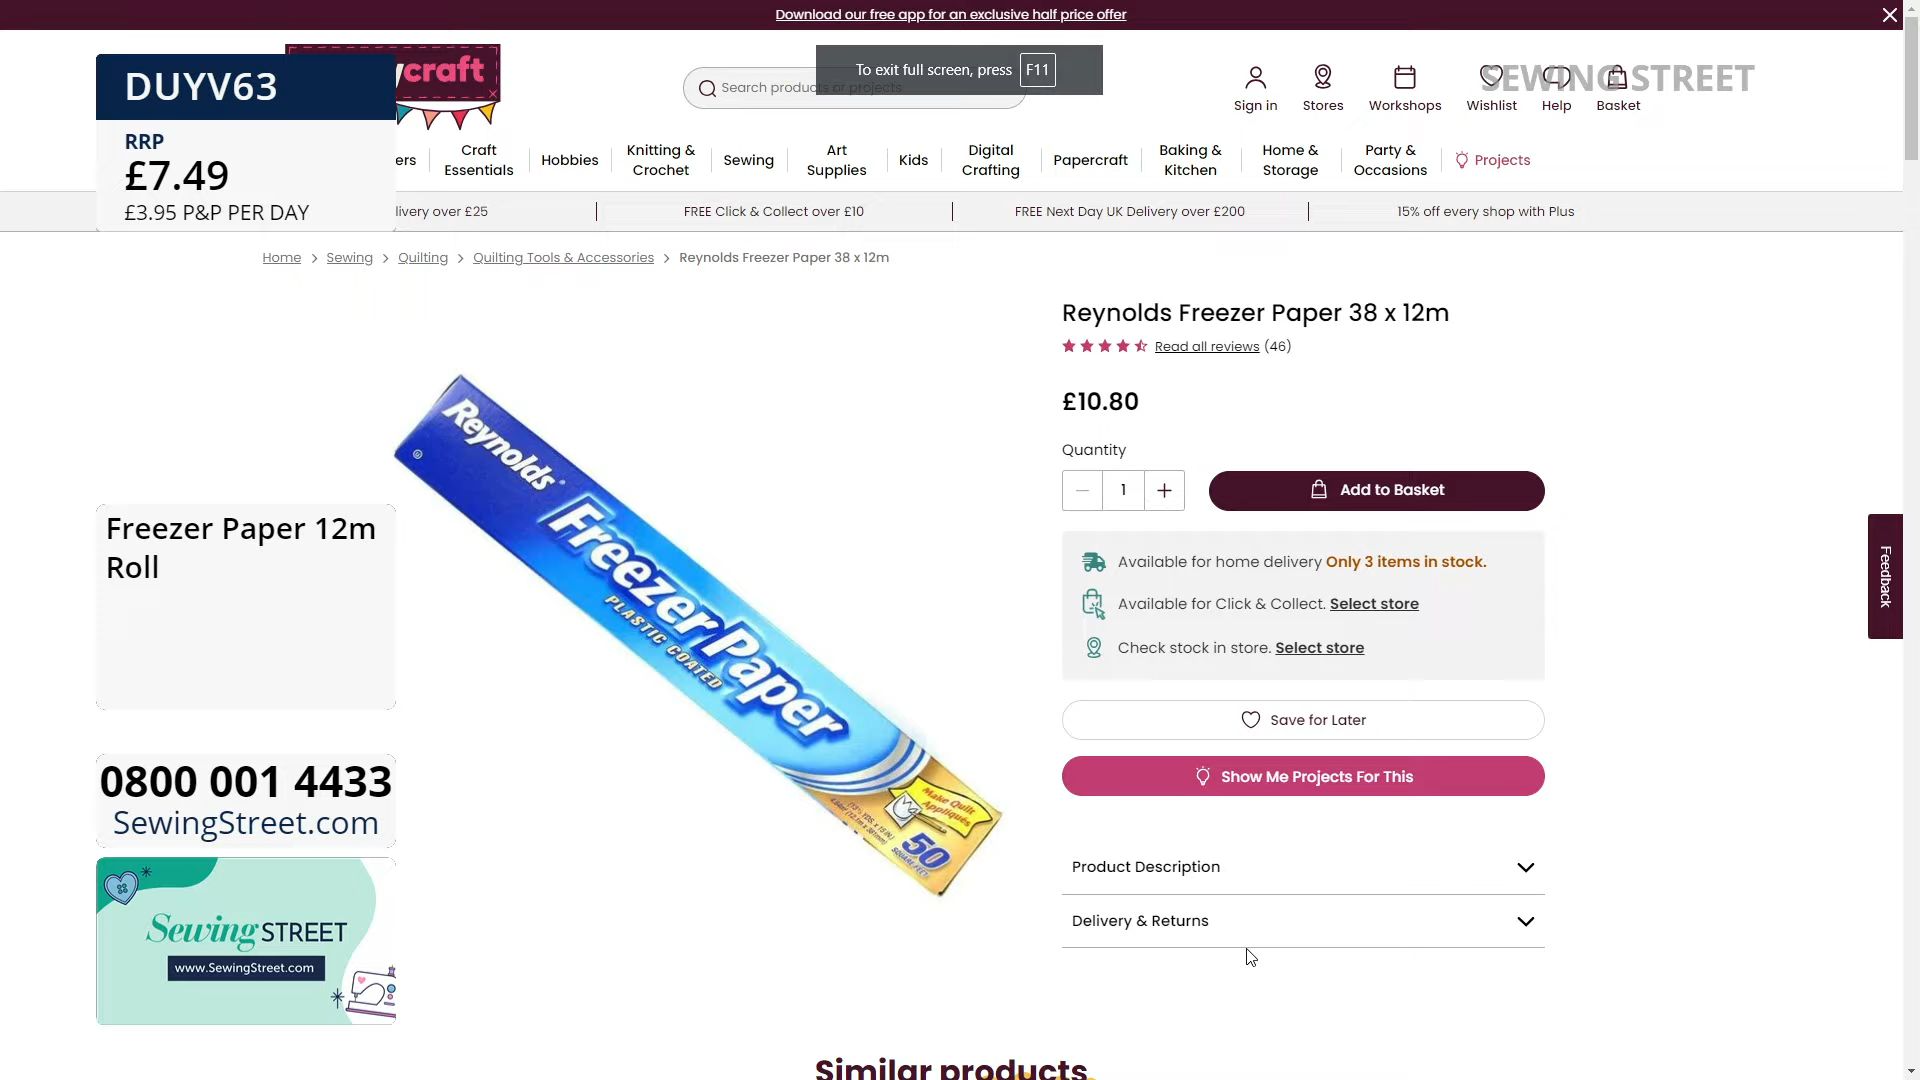 Download our free app for an exclusive half price offer
DUYV63
RRP
£7.49
£3.95 P&P PER DAY
ycraft
Search products or projects
To exit full screen, press F11
SEWING STREET
Sign in
Stores
Workshops
Wishlist
Help
Basket
ers
Craft Essentials
Hobbies
Knitting & Crochet
Sewing
Art Supplies
Kids
Digital Crafting
Papercraft
Baking & Kitchen
Home & Storage
Party & Occasions
Projects
livery over £25
FREE Click & Collect over £10
FREE Next Day UK Delivery over £200
15% off every shop with Plus
Home > Sewing > Quilting > Quilting Tools & Accessories > Reynolds Freezer Paper 38 x 12m
Reynolds Freezer Paper 38 x 12m
Read all reviews (46)
£10.80
Quantity
1
Add to Basket
Available for home delivery Only 3 items in stock.
Available for Click & Collect. Select store
Check stock in store. Select store
Save for Later
Show Me Projects For This
Product Description
Delivery & Returns
Feedback
Reynolds
Freezer Paper
PLASTIC COATED
Make Quilt
Appliqués
50
SQUARE FEET
Freezer Paper 12m
Roll
0800 001 4433
SewingStreet.com
Sewing STREET
www.SewingStreet.com
Similar products